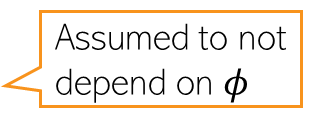 Assumed to not
depend on ϕ